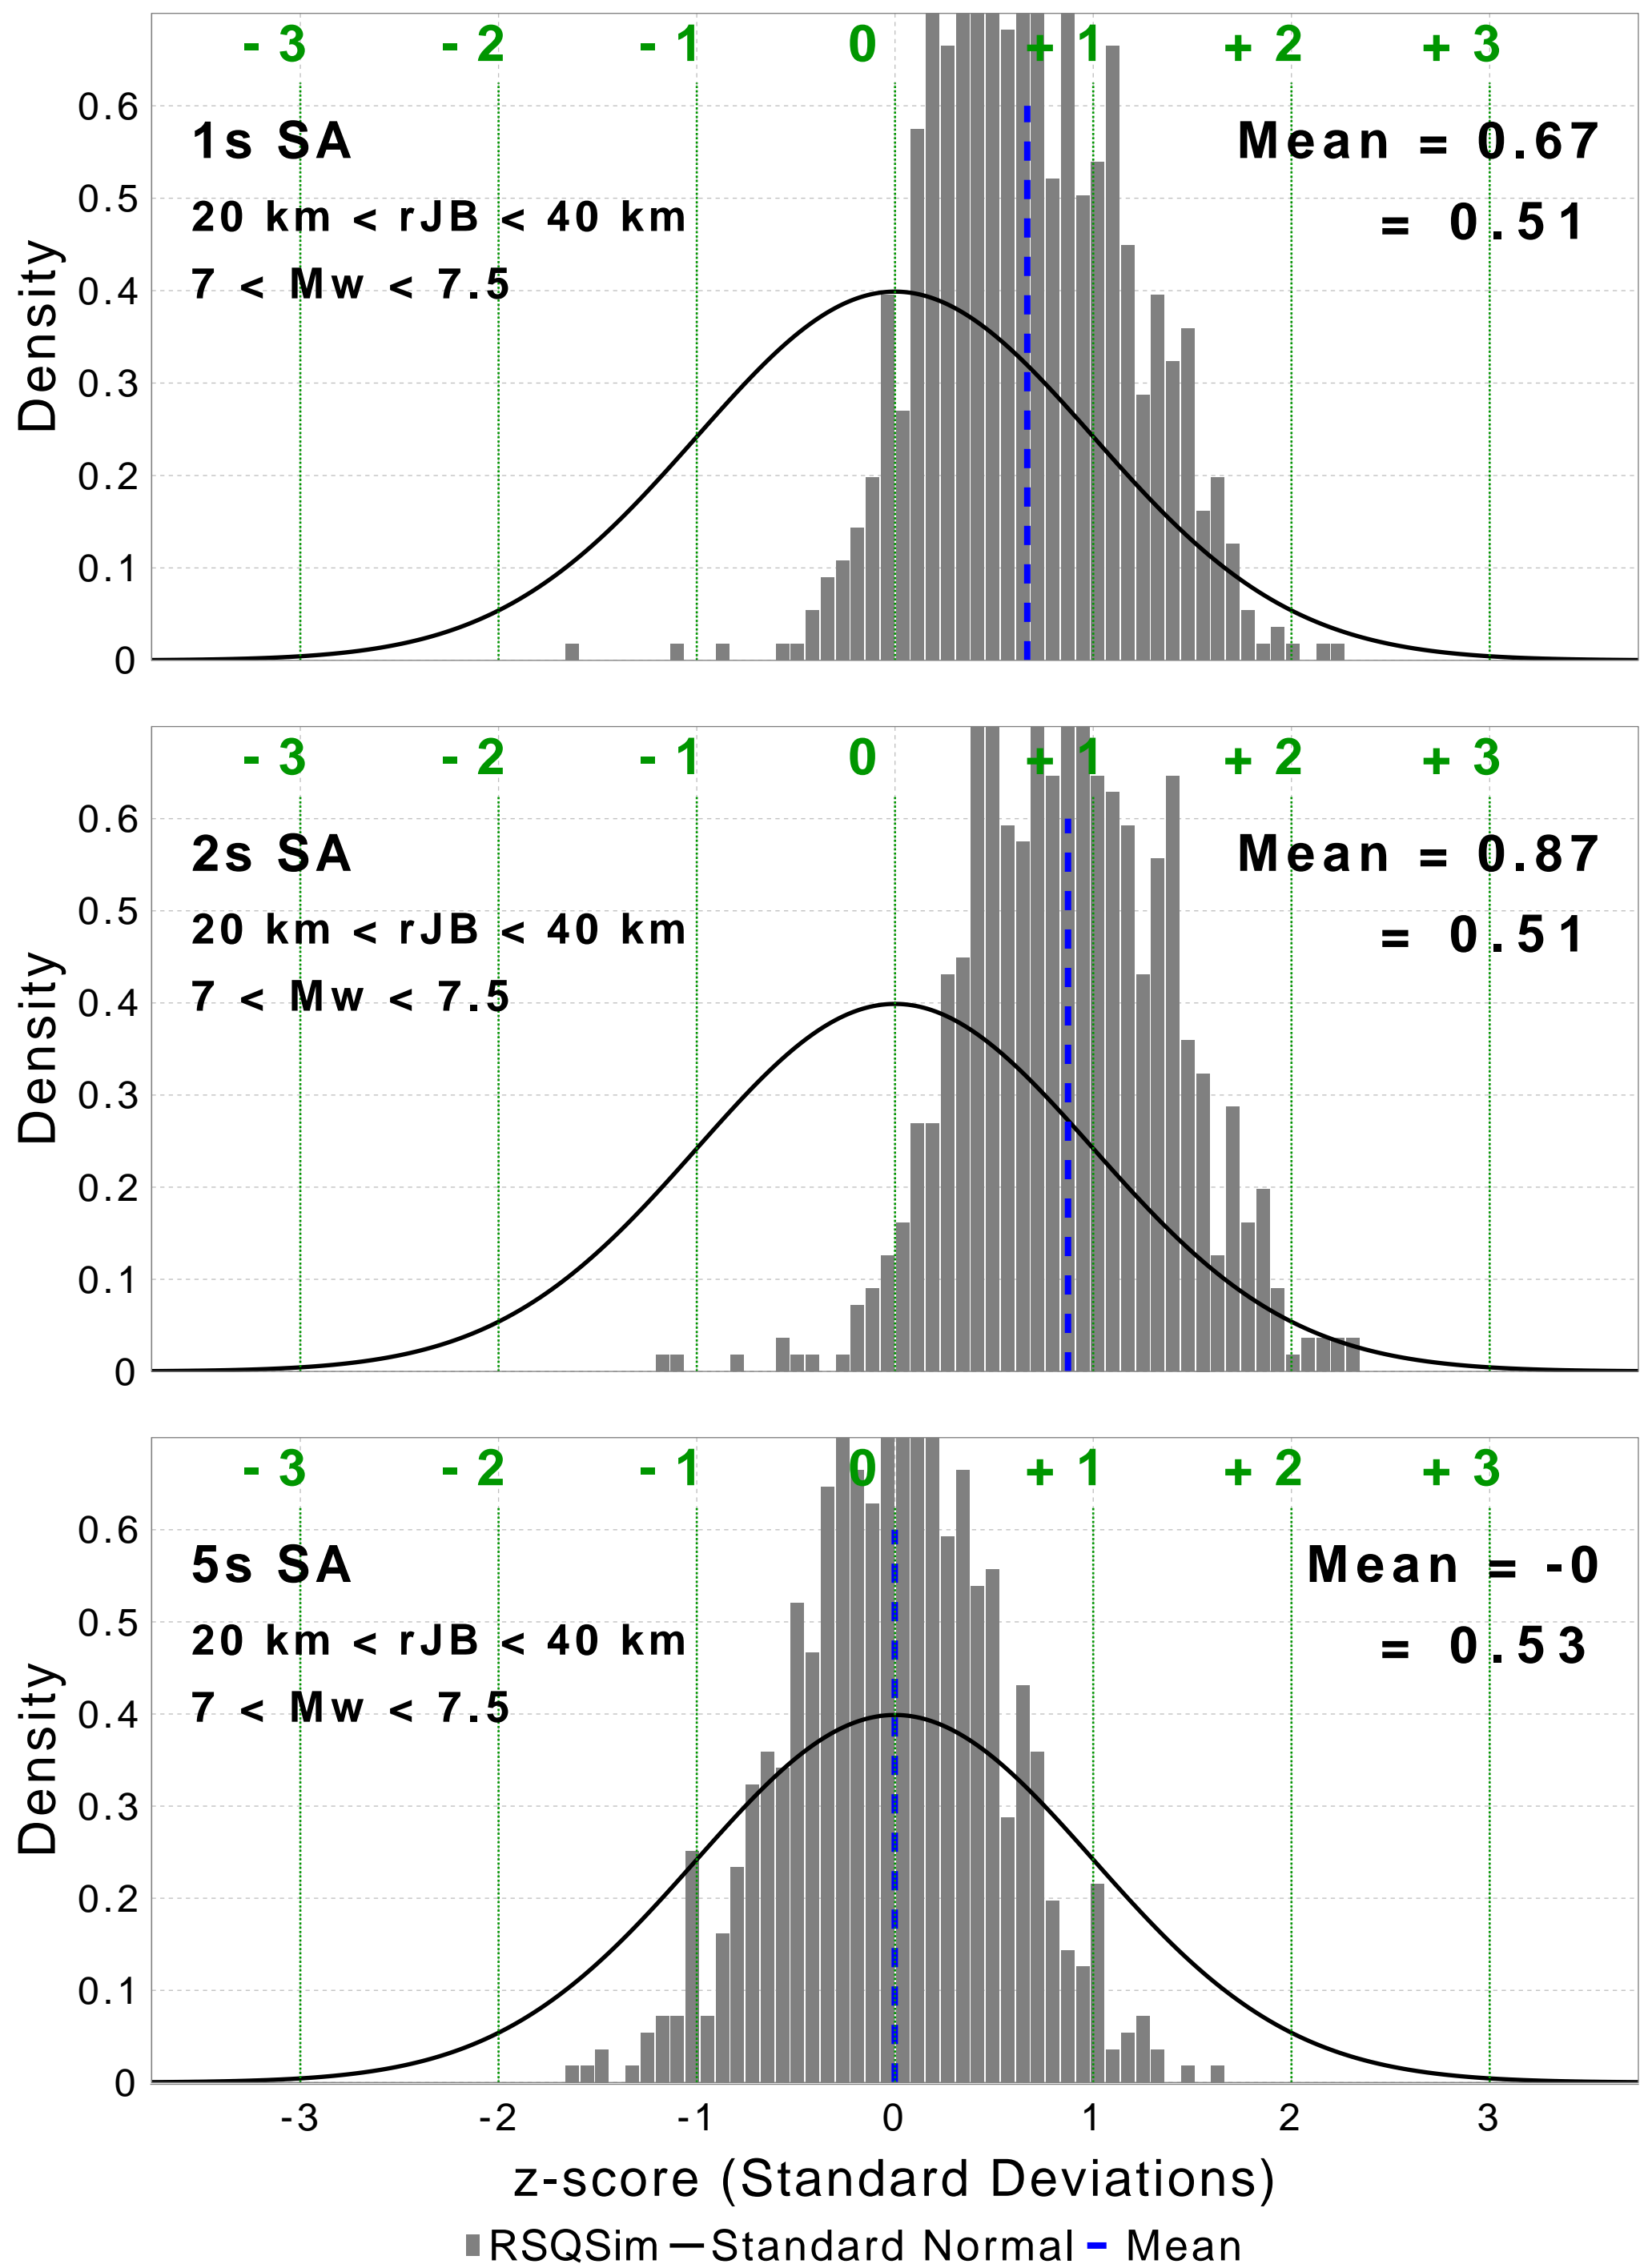 - 3 - 2 - 1 0 + 1 + 2 + 3
0.6
1s SA
Mean = 0.67
0.5
20 km < rJB < 40 km
= 0.51
7 < Mw < 7.5
0.4
0.3
0.2
0.1
0
Density
- 3 - 2 - 1 0 + 1 + 2 + 3
0.6
2s SA
Mean = 0.87
0.5
20 km < rJB < 40 km
= 0.51
7 < Mw < 7.5
0.4
0.3
0.2
0.1
0
Density
- 3 - 2 - 1 0 + 1 + 2 + 3
0.6
5s SA
Mean = -0
0.5
20 km < rJB < 40 km
= 0.53
7 < Mw < 7.5
0.4
0.3
0.2
0.1
0
Density
-3 -2 -1 0 1 2 3
z-score (Standard Deviations)
RSQSim Standard Normal Mean